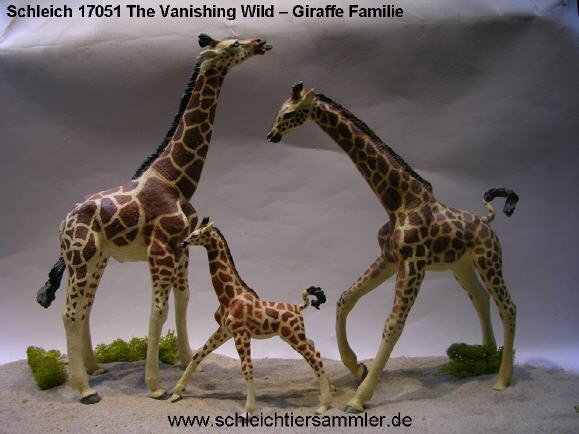 Schleich 17051 The Vanishing Wild – Giraffe Familie
www.schleichtiersammler.de